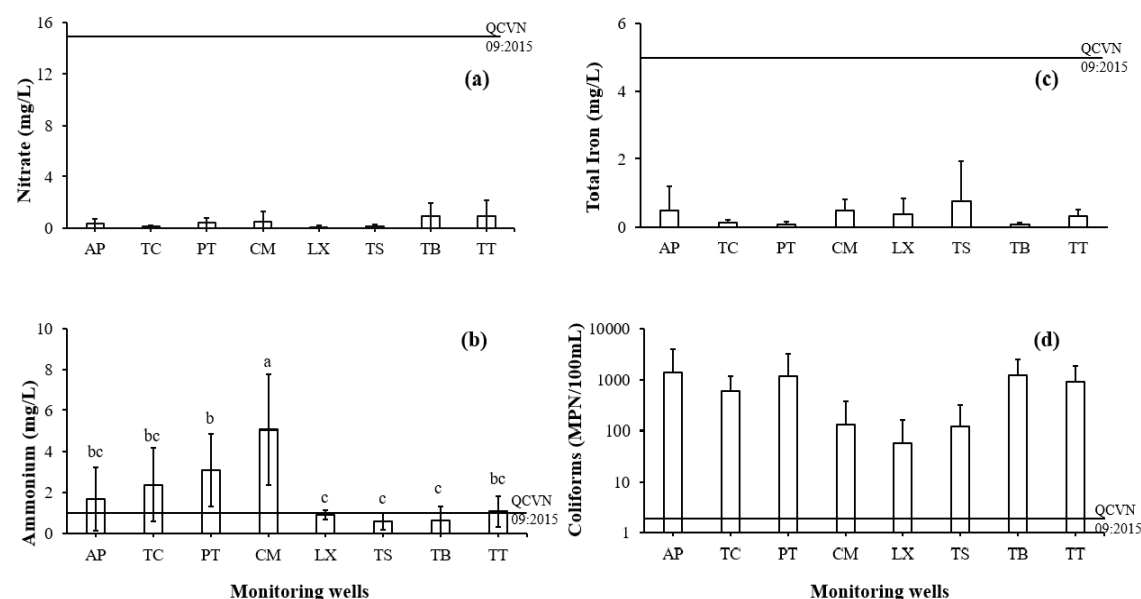 Nitrate (mg/L)
16
12
8
4
0
QCVN
09:2015
(a)
AP TC PT CM LX TS TB TT
Total Iron (mg/L)
6
4
2
0
QCVN
09:2015
(c)
AP TC PT CM LX TS TB TT
Ammonium (mg/L)
10
8
6
4
2
0
(b)
bc bc b a c c c bc
QCVN
09:2015
AP TC PT CM LX TS TB TT
Monitoring wells
Coliforms (MPN/100mL)
10000
1000
100
10
1
(d)
QCVN
09:2015
AP TC PT CM LX TS TB TT
Monitoring wells